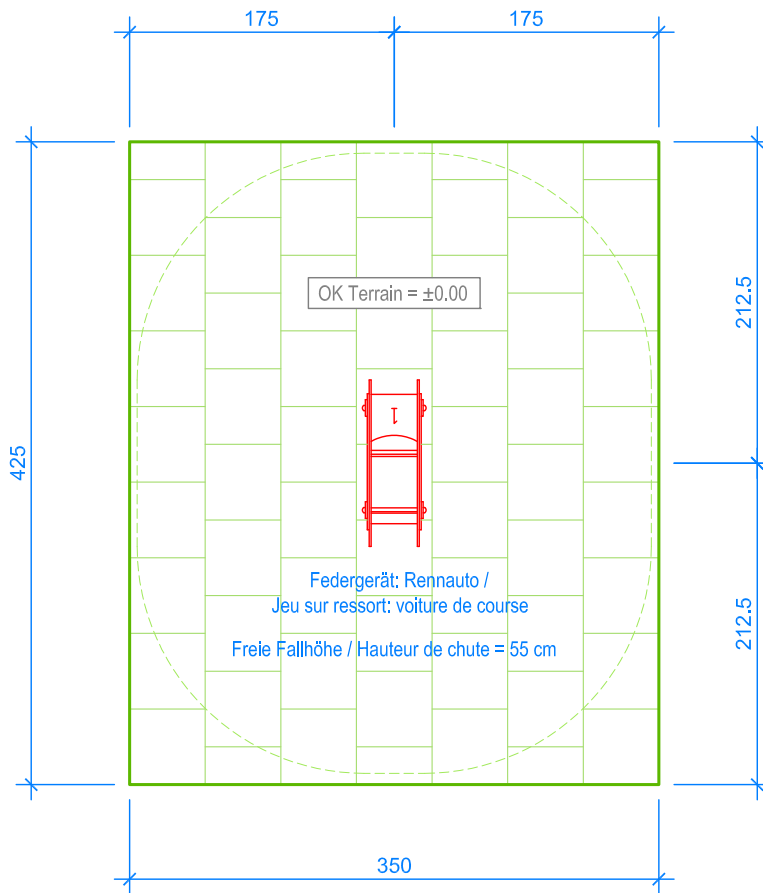 175
175
OK Terrain = ±0.00
212.5
425
1
Federgerät: Rennauto /
Jeu sur ressort: voiture de course
212.5
Freie Fallhöhe / Hauteur de chute = 55 cm
350